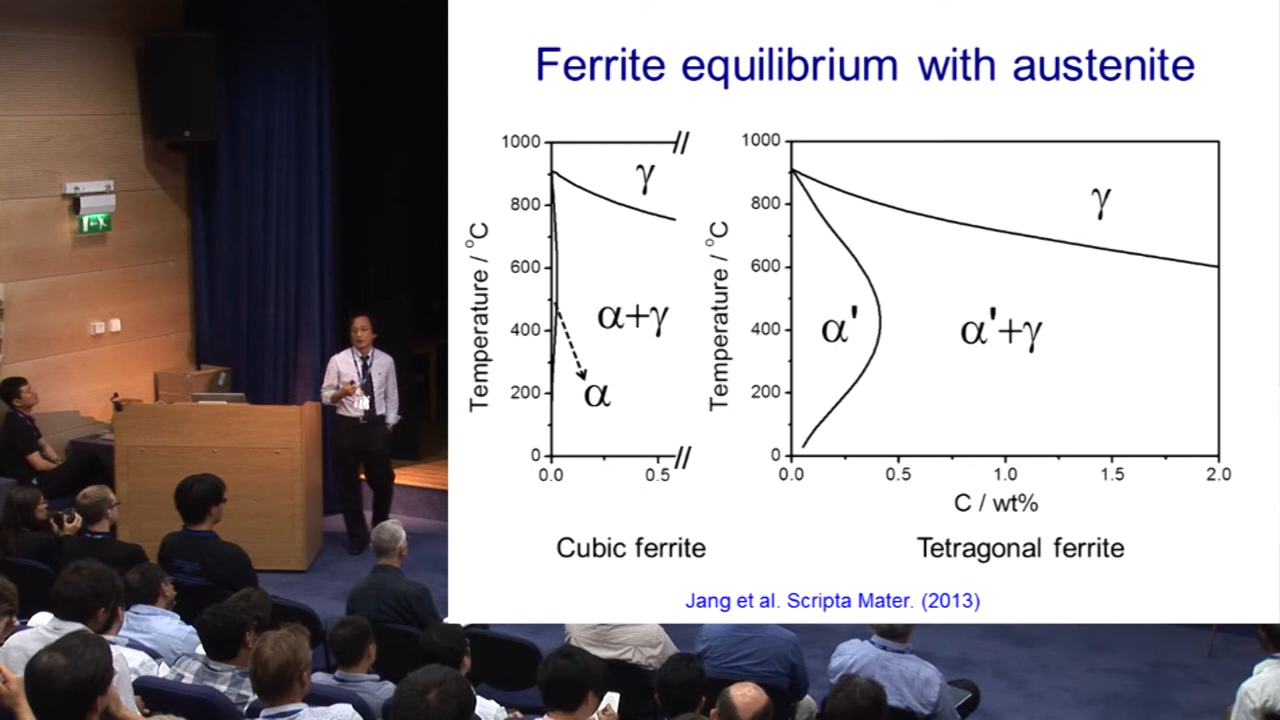 Ferrite equilibrium with austenite
1000
800
600
400
200
0
0.0
0.5
Temperature / °C
γ
α+γ
α
Cubic ferrite
1000
800
600
400
200
0
0.0
0.5
1.0
1.5
2.0
Temperature / °C
γ
α'
α'+γ
C / wt%
Tetragonal ferrite
Jang et al. Scripta Mater. (2013)